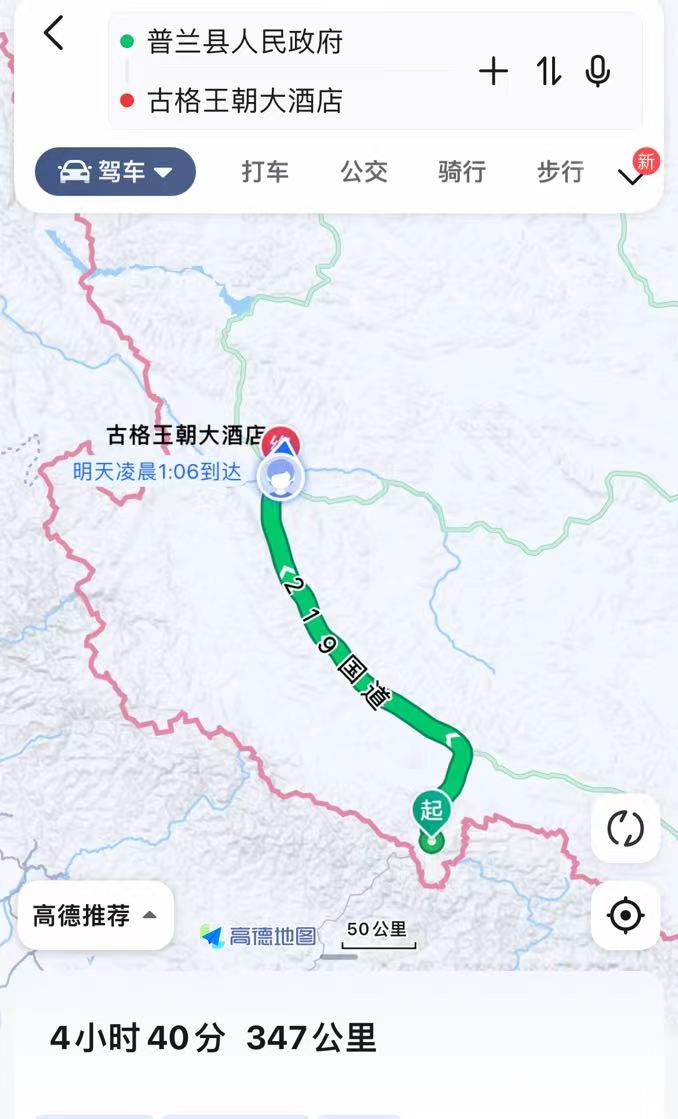 普兰县人民政府
古格王朝大酒店
驾车
打车
公交
骑行
步行
新
古格王朝大酒店
明天凌晨1:06到达
219国道
起
高德推荐
高德地图
50公里
4小时40分 347公里